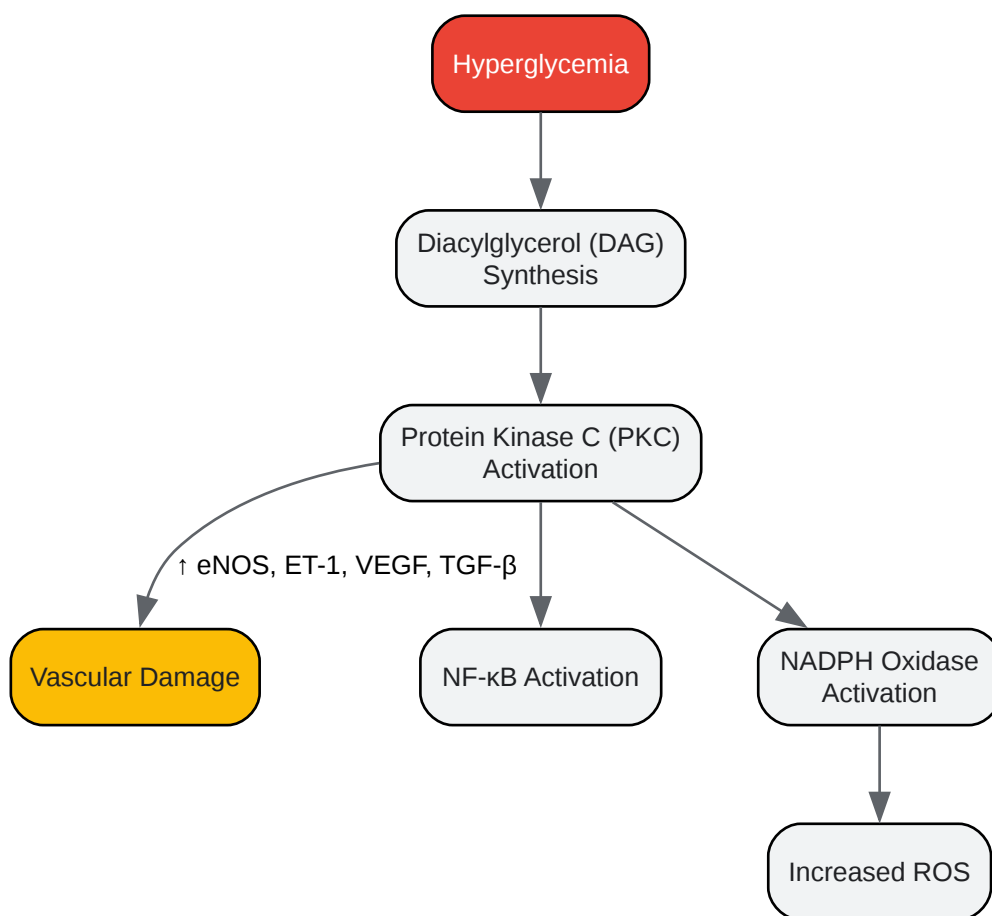 Hyperglycemia
Diacylglycerol (DAG)
Synthesis
Protein Kinase C (PKC)
Activation
↑ eNOS, ET-1, VEGF, TGF-β
Vascular Damage
NF-κB Activation
NADPH Oxidase
Activation
Increased ROS